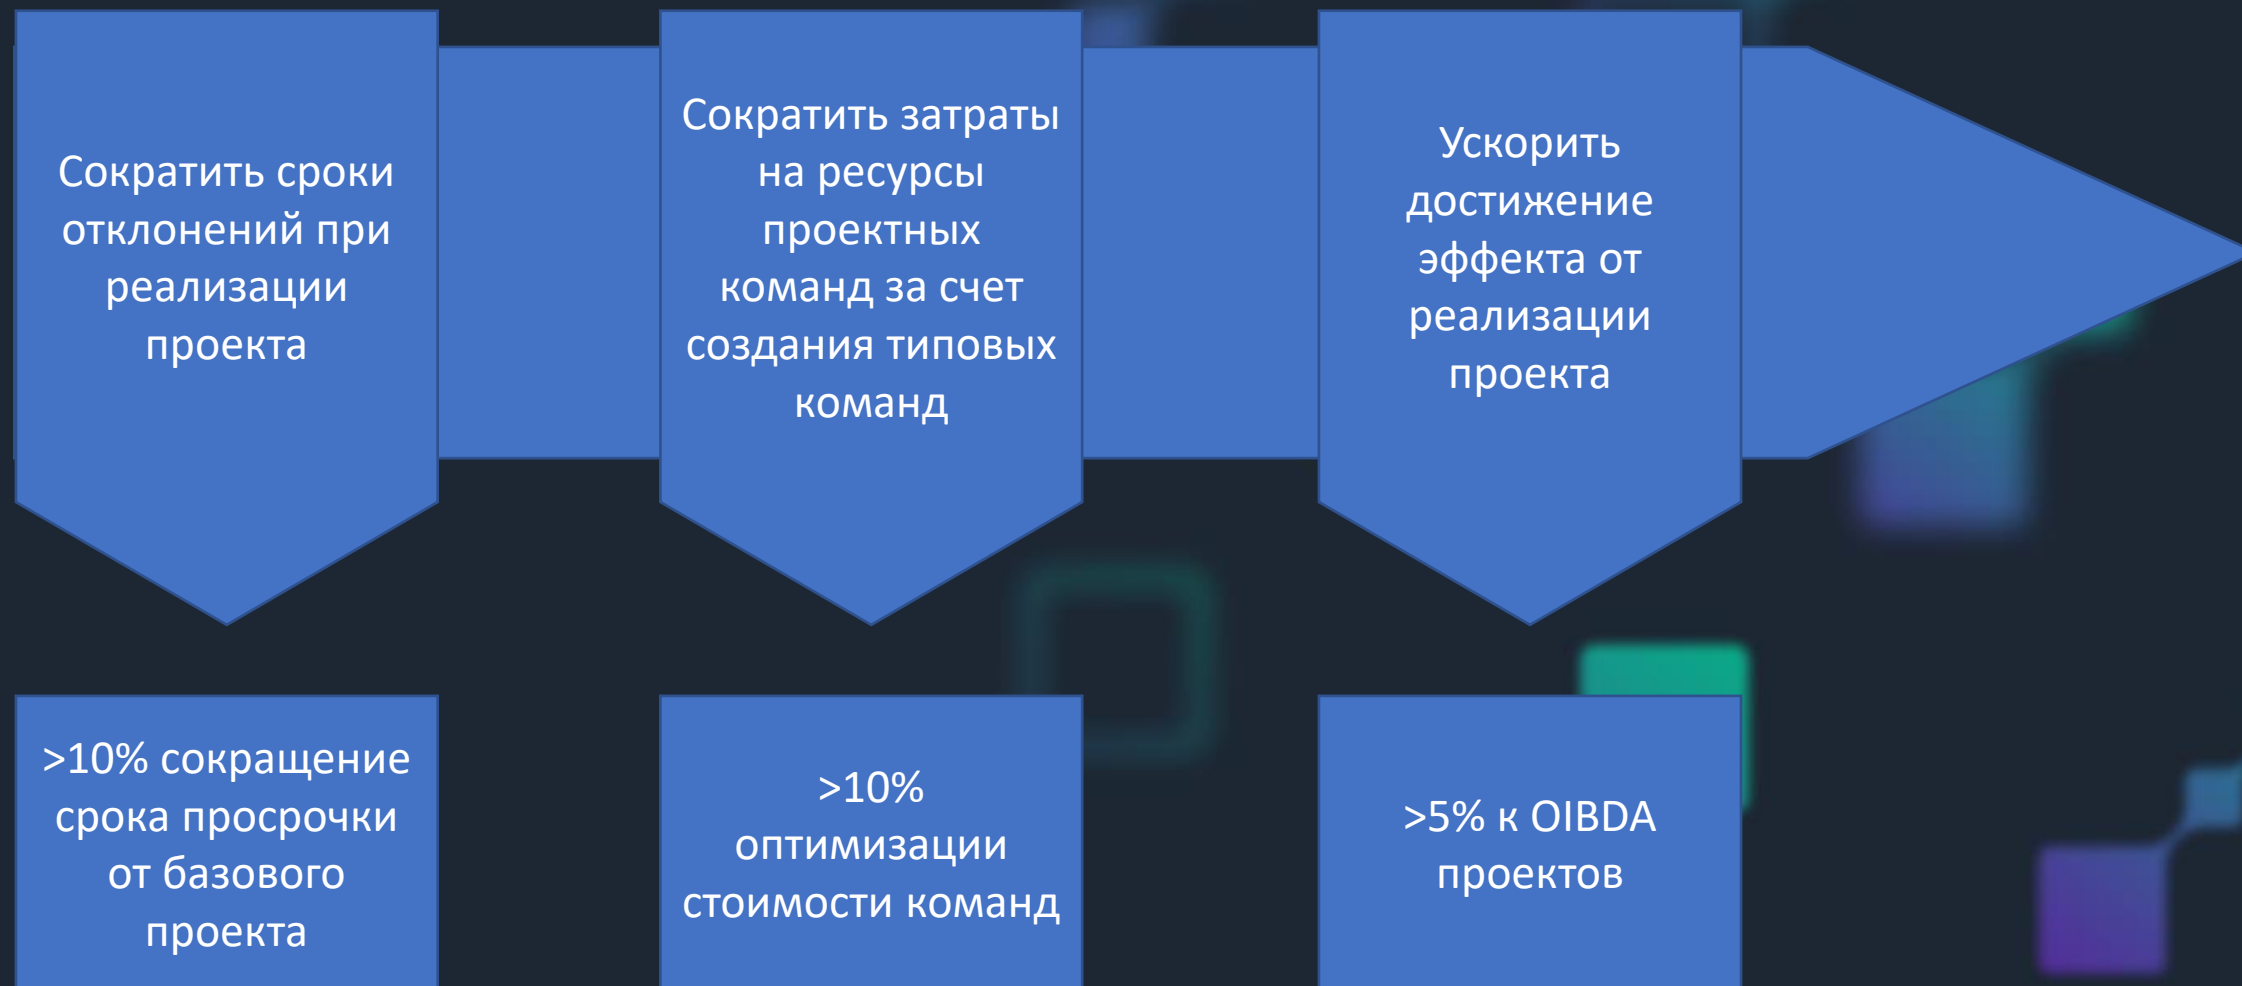 Сократить сроки
отклонений при
реализации
проекта
Сократить затраты
на ресурсы
проектных
команд за счет
создания типовых
команд
Ускорить
достижение
эффекта от
реализации
проекта
>10% сокращение
срока просрочки
от базового
проекта
>10%
оптимизации
стоимости команд
>5% к OIBDA
проектов